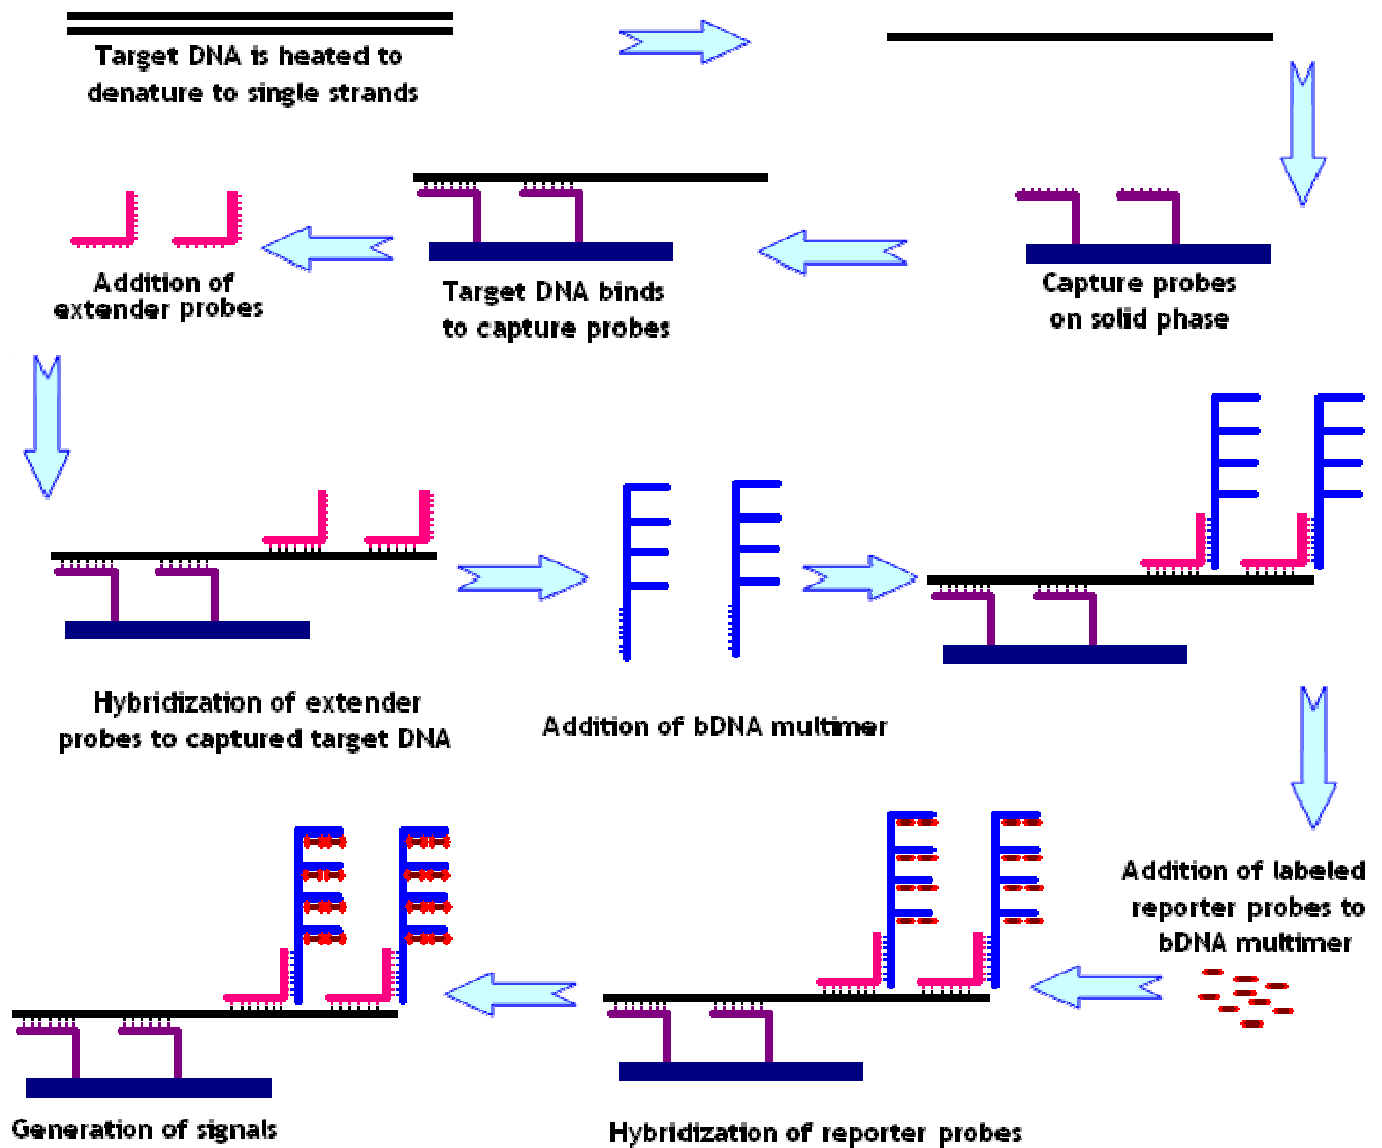 Target DNA is heated to
denature to single strands
Capture probes
on solid phase
Target DNA binds
to capture probes
Addition of
extender probes
Hybridization of extender
probes to captured target DNA
Addition of bDNA multimer
Addition of labeled
reporter probes to
bDNA multimer
Hybridization of reporter probes
Generation of signals